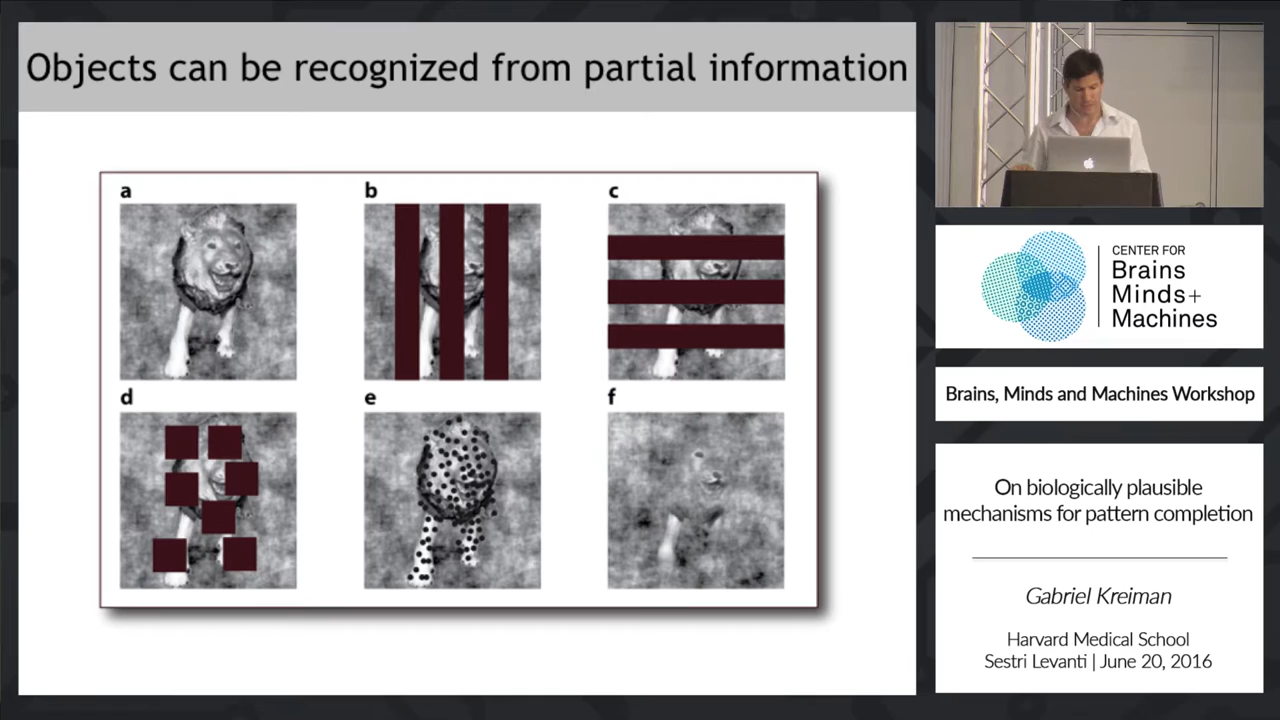 Objects can be recognized from partial information
a
b
c
d
e
f
CENTER FOR
Brains
Minds+
Machines
Brains, Minds and Machines Workshop
On biologically plausible
mechanisms for pattern completion
Gabriel Kreiman
Harvard Medical School
Sestri Levanti | June 20, 2016